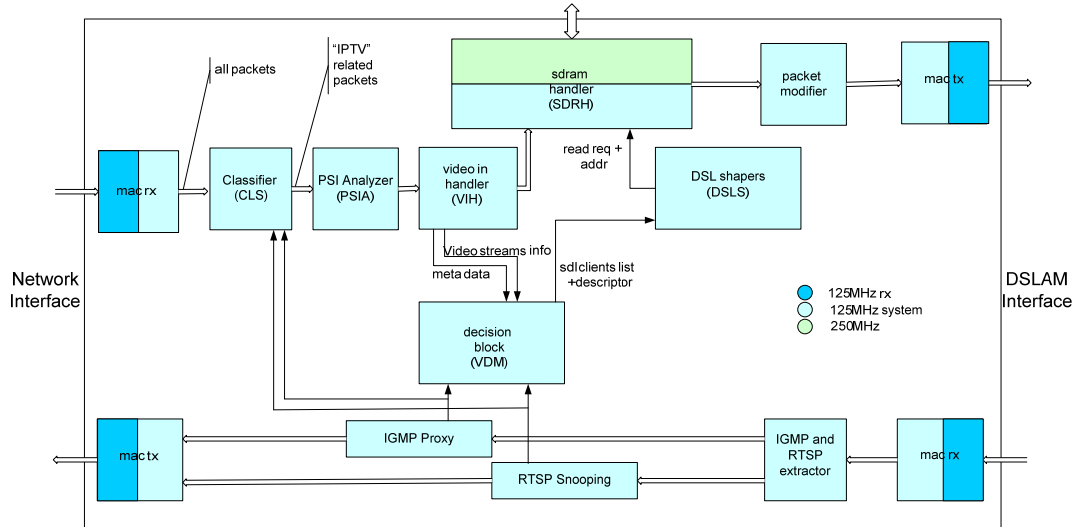 "IPTV"
related
packets
all packets
sdram
handler
(SDRH)
packet
modifier
mac tx
read req +
addr
mac rx
Classifier
(CLS)
PSI Analyzer
(PSIA)
video in
handler
(VIH)
DSL shapers
(DSLS)
Video streams info
meta data
sdl clients list
+descriptor
Network
Interface
DSLAM
Interface
125MHz rx
125MHz system
250MHz
decision
block
(VDM)
IGMP Proxy
IGMP and
RTSP
extractor
mac tx
mac rx
RTSP Snooping